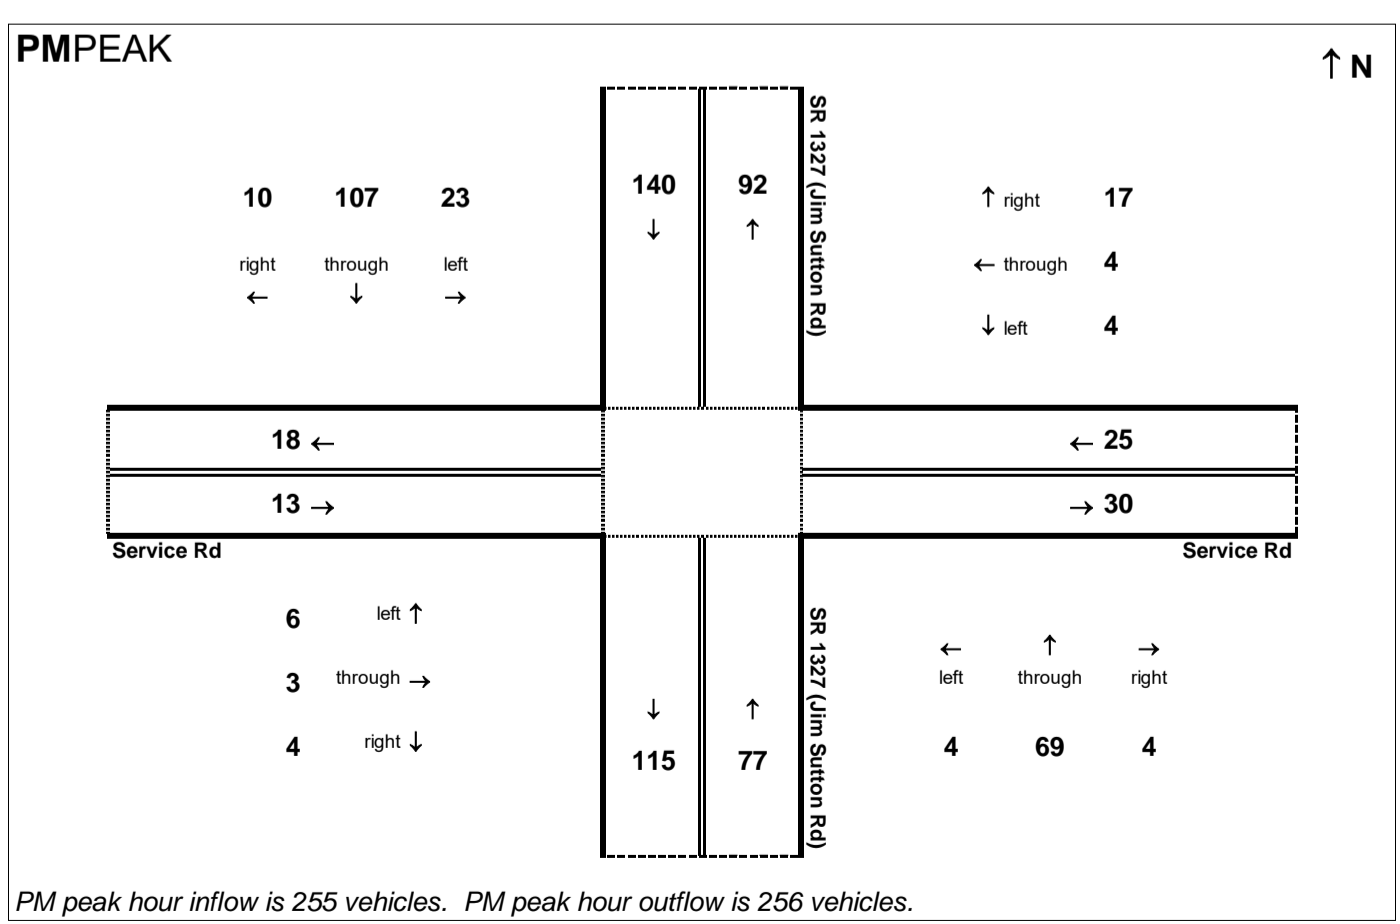 PMPEAK
↑ N
SR 1327 (Jim Sutton Rd)
140 92
↓ ↑
10 107 23
right through left
← ↓ →
↑ right 17
← through 4
↓ left 4
18 ←
13 →
Service Rd
← 25
→ 30
Service Rd
6 left ↑
3 through →
4 right ↓
↓ ↑
115 77
SR 1327 (Jim Sutton Rd)
← ↑ →
left through right
4 69 4
PM peak hour inflow is 255 vehicles. PM peak hour outflow is 256 vehicles.